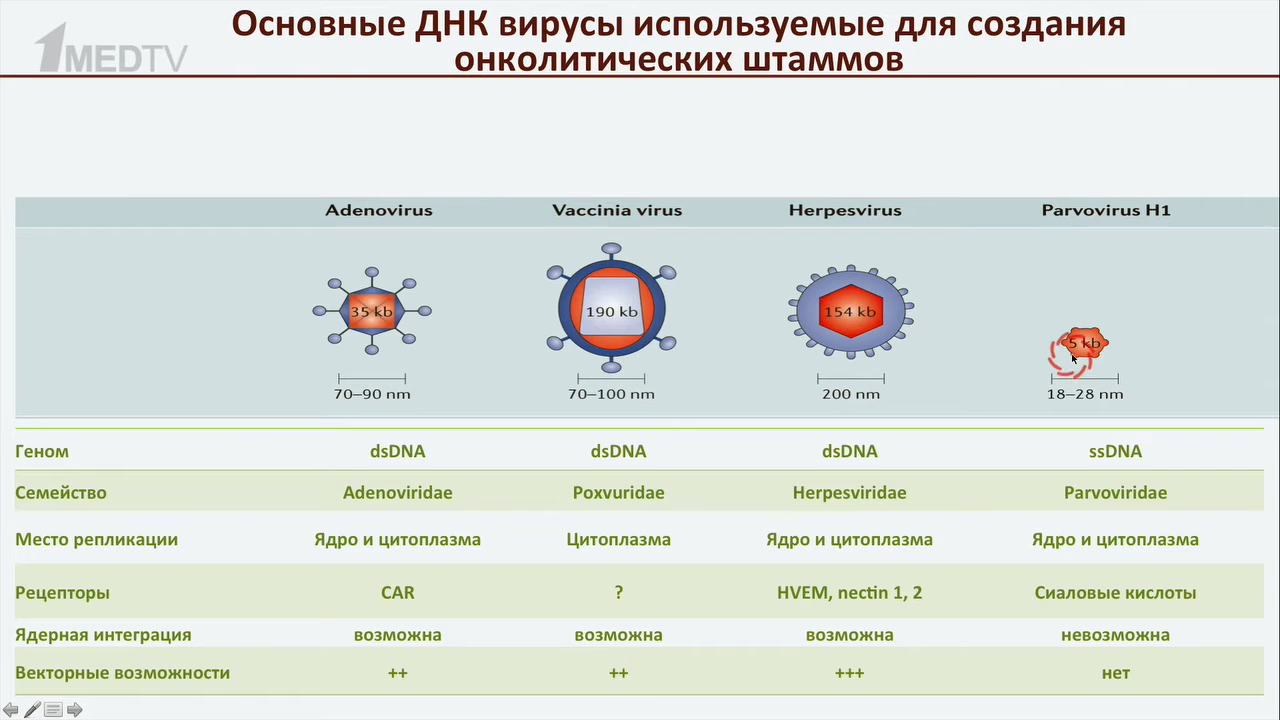 1MEDTV
Основные ДНК вирусы используемые для создания
онколитических штаммов
Adenovirus Vaccinia virus Herpesvirus Parvovirus H1
35 kb 190 kb 154 kb 5 kb
70–90 nm 70–100 nm 200 nm 18–28 nm
Геном dsDNA dsDNA dsDNA ssDNA
Семейство Adenoviridae Poxvuridae Herpesviridae Parvoviridae
Место репликации Ядро и цитоплазма Цитоплазма Ядро и цитоплазма Ядро и цитоплазма
Рецепторы CAR ? HVEM, nectin 1, 2 Сиаловые кислоты
Ядерная интеграция возможна возможна возможна невозможна
Векторные возможности ++ ++ +++ нет